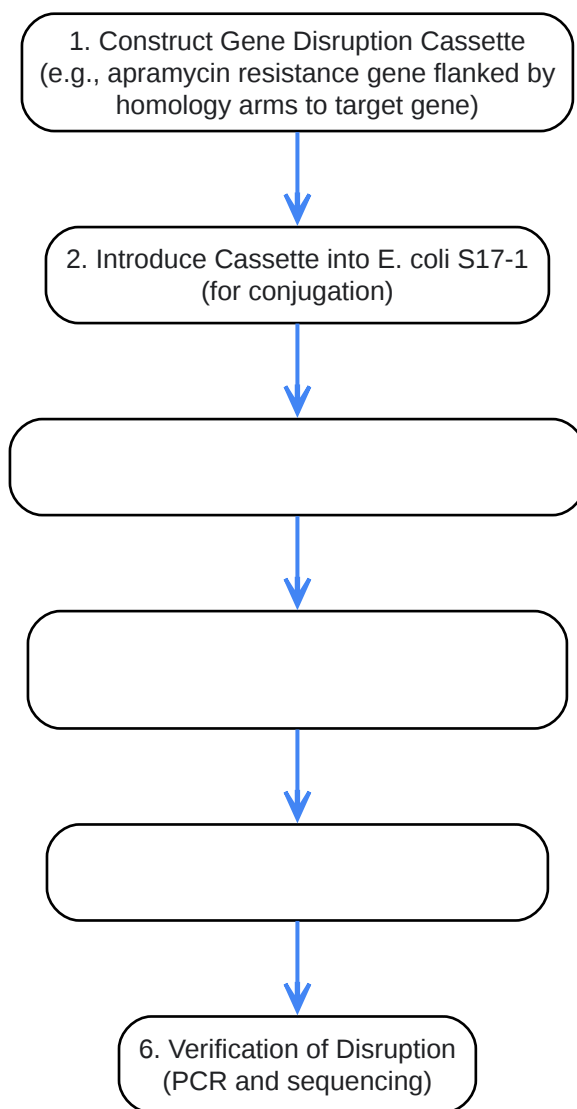 1. Construct Gene Disruption Cassette
(e.g., apramycin resistance gene flanked by
homology arms to target gene)
2. Introduce Cassette into E. coli S17-1
(for conjugation)
6. Verification of Disruption
(PCR and sequencing)